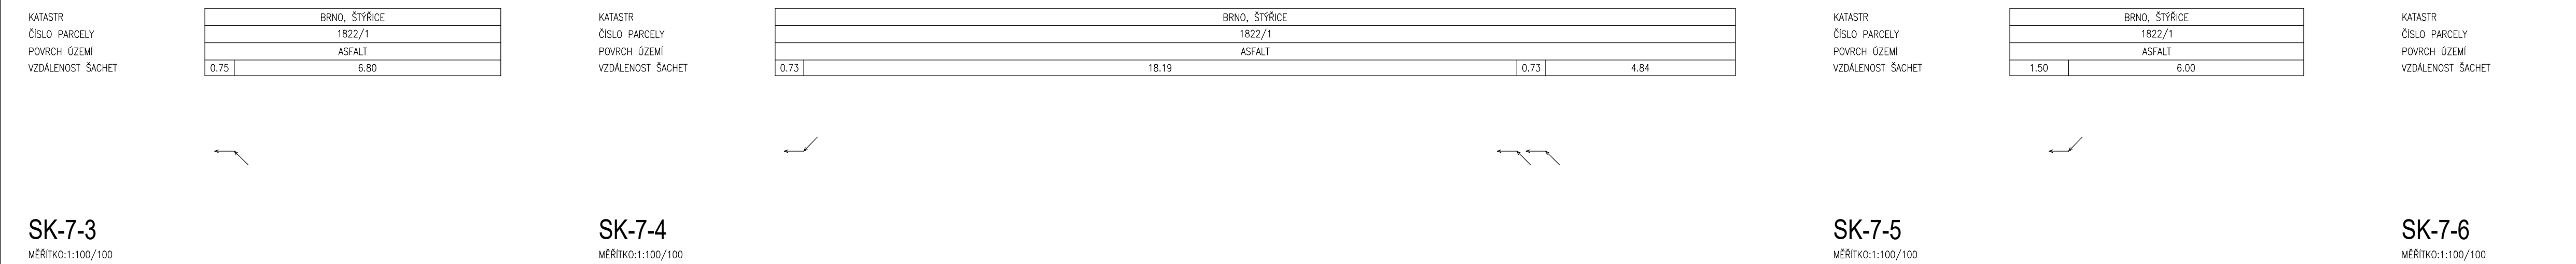 KATASTR BRNO, ŠTÝŘICE
ČÍSLO PARCELY 1822/1
POVRCH ÚZEMÍ ASFALT
VZDÁLENOST ŠACHET 0.75 6.80
SK-7-3
MĚŘÍTKO:1:100/100
KATASTR BRNO, ŠTÝŘICE
ČÍSLO PARCELY 1822/1
POVRCH ÚZEMÍ ASFALT
VZDÁLENOST ŠACHET 0.73 18.19 0.73 4.84
SK-7-4
MĚŘÍTKO:1:100/100
KATASTR BRNO, ŠTÝŘICE
ČÍSLO PARCELY 1822/1
POVRCH ÚZEMÍ ASFALT
VZDÁLENOST ŠACHET 1.50 6.00
SK-7-5
MĚŘÍTKO:1:100/100
KATASTR
ČÍSLO PARCELY
POVRCH ÚZEMÍ
VZDÁLENOST ŠACHET
SK-7-6
MĚŘÍTKO:1:100/100